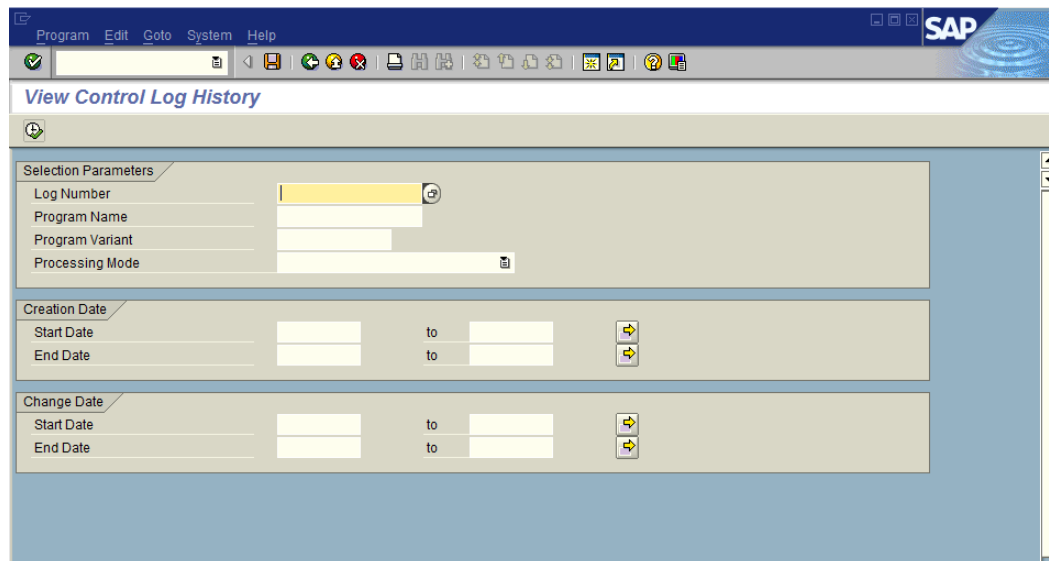 Program Edit Goto System Help
SAP
View Control Log History
Selection Parameters
Log Number
Program Name
Program Variant
Processing Mode
Creation Date
Start Date to
End Date to
Change Date
Start Date to
End Date to